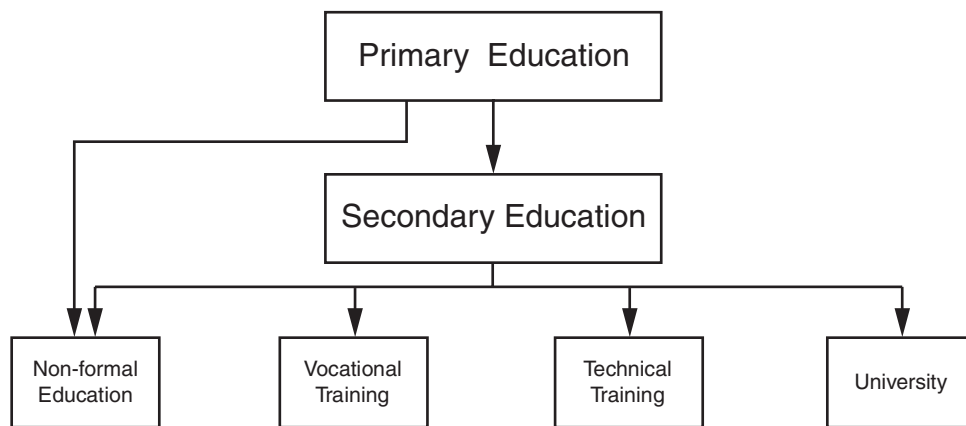 Primary Education
Secondary Education
Non-formal
Education
Vocational
Training
Technical
Training
University